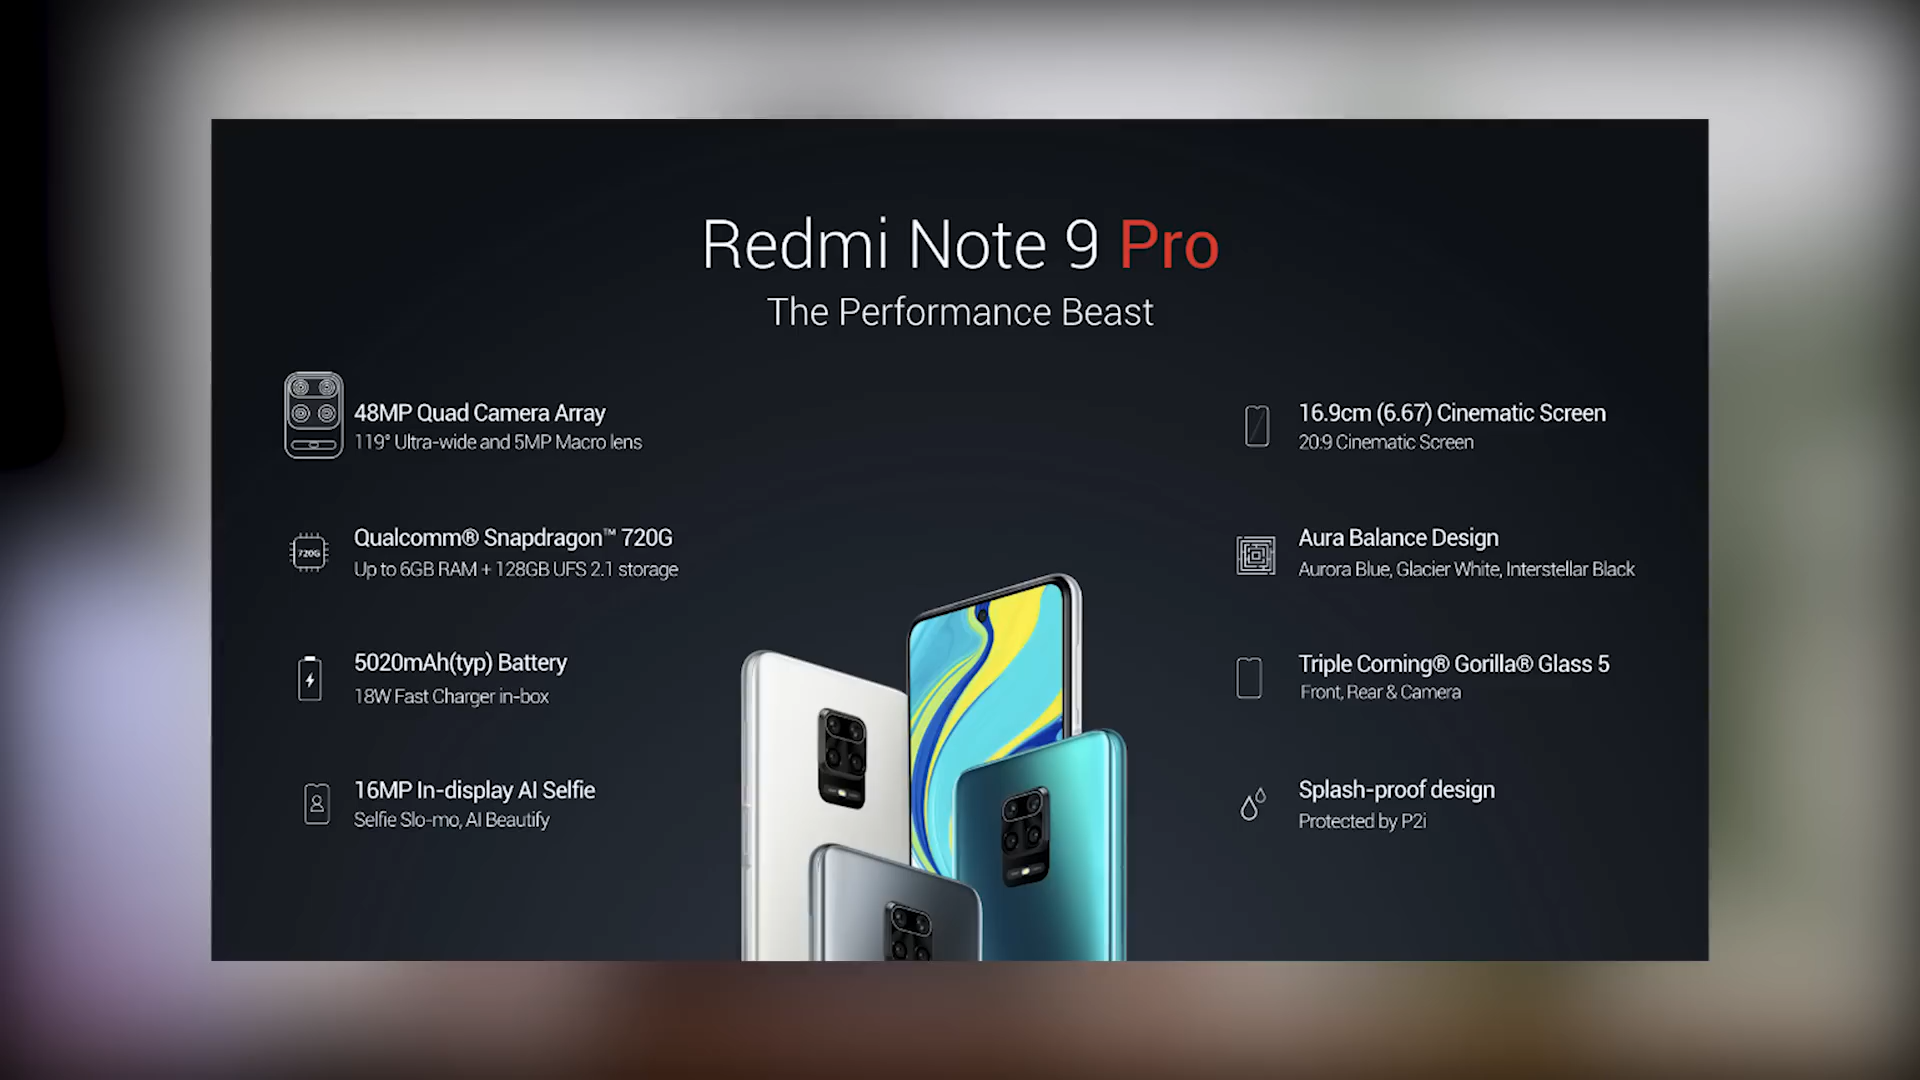 Redmi Note 9 Pro
The Performance Beast
48MP Quad Camera Array
119° Ultra-wide and 5MP Macro lens
720G
Qualcomm® Snapdragon™ 720G
Up to 6GB RAM + 128GB UFS 2.1 storage
5020mAh(typ) Battery
18W Fast Charger in-box
16MP In-display AI Selfie
Selfie Slo-mo, AI Beautify
16.9cm (6.67) Cinematic Screen
20:9 Cinematic Screen
Aura Balance Design
Aurora Blue, Glacier White, Interstellar Black
Triple Corning® Gorilla® Glass 5
Front, Rear & Camera
Splash-proof design
Protected by P2i